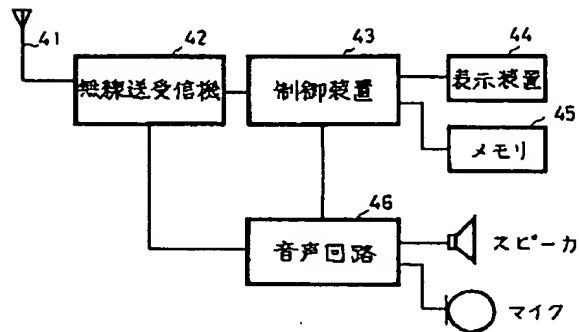 41
42
43
44
無線送受信機
制御装置
表示装置
45
メモリ
46
音声回路
スピーカ
マイク